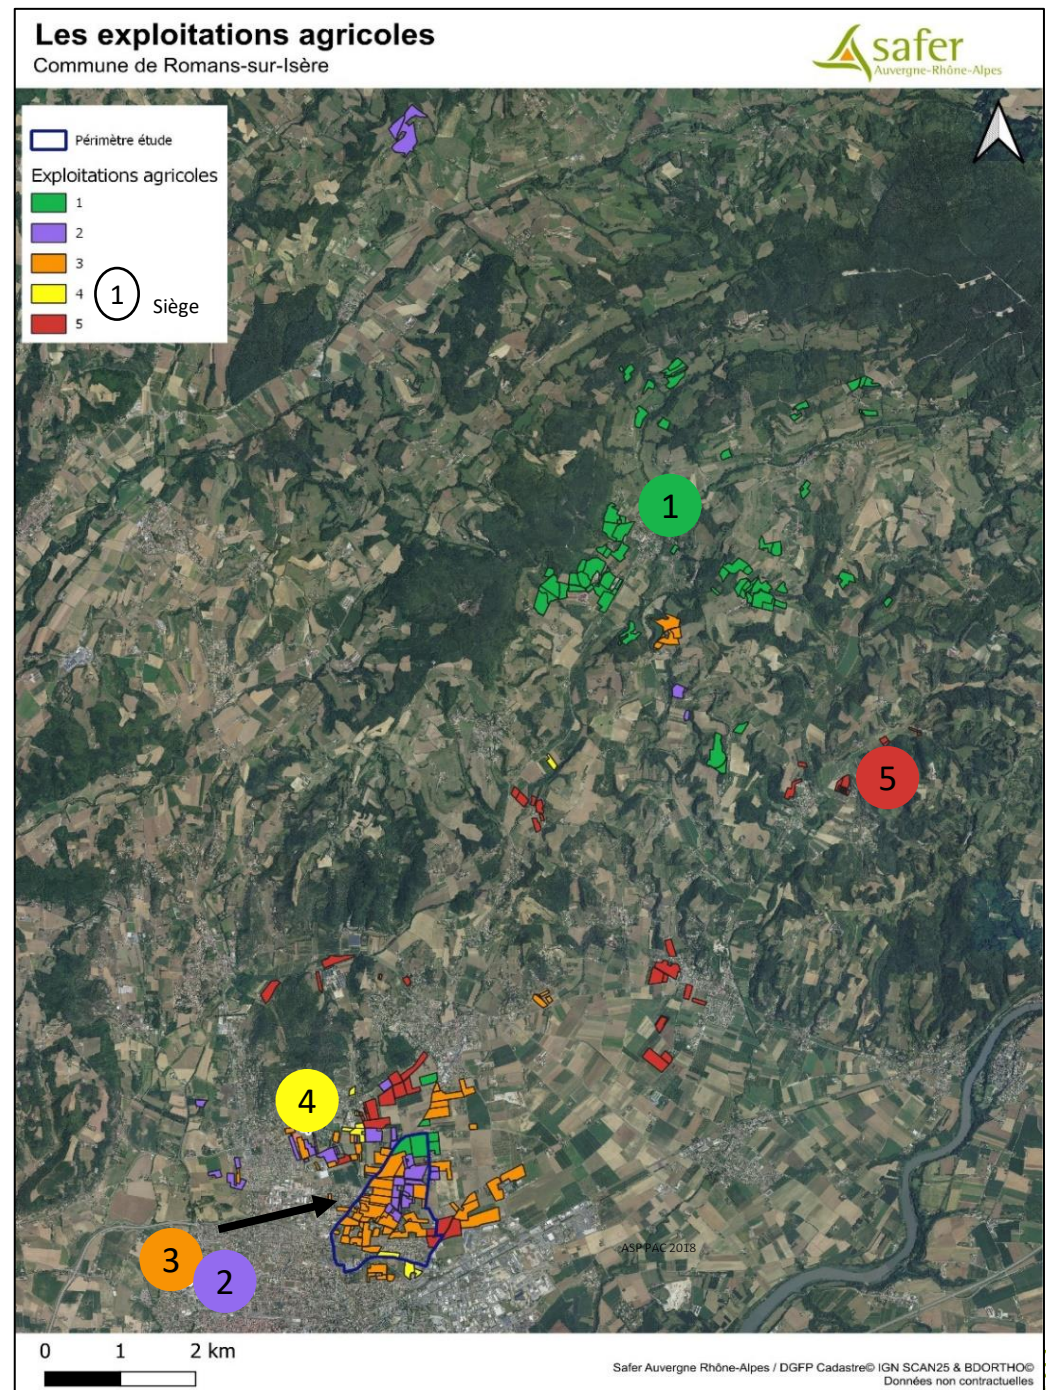 Les exploitations agricoles
Commune de Romans-sur-Isère
safer
Auvergne-Rhône-Alpes
Périmètre étude
Exploitations agricoles
1
2
3
4
5
1 Siège
1
5
4
3
2
ASP PAC 2018
0 1 2 km
Safer Auvergne Rhône-Alpes / DGFP Cadastre© IGN SCAN25 & BDORTHO©
Données non contractuelles